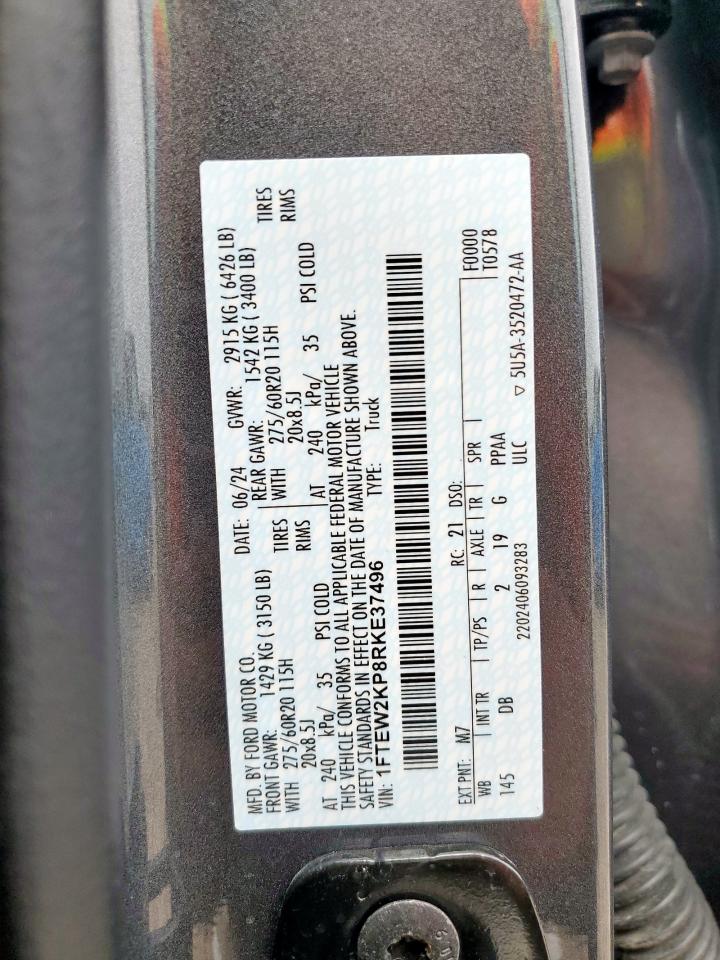 MFD. BY FORD MOTOR CO.
DATE: 06/24 GVWR: 2915 KG ( 6426 LB)
FRONT GAWR: 1429 KG ( 3150 LB) REAR GAWR: 1542 KG ( 3400 LB)
WITH 275/60R20 115H TIRES WITH 275/60R20 115H TIRES
20x8.5J RIMS 20x8.5J RIMS
AT 240 kPa/ 35 PSI COLD AT 240 kPa/ 35 PSI COLD
THIS VEHICLE CONFORMS TO ALL APPLICABLE FEDERAL MOTOR VEHICLE
SAFETY STANDARDS IN EFFECT ON THE DATE OF MANUFACTURE SHOWN ABOVE.
VIN: 1FTEW2KP8RKE37496 TYPE: Truck
EXT PNT: M7 RC: 21 DSO: F0000
WB INT TR TP/PS R AXLE TR SPR T0578
145 DB 2 19 G PPAA
2202406093283 ULC ▽ 5U5A-3520472-AA